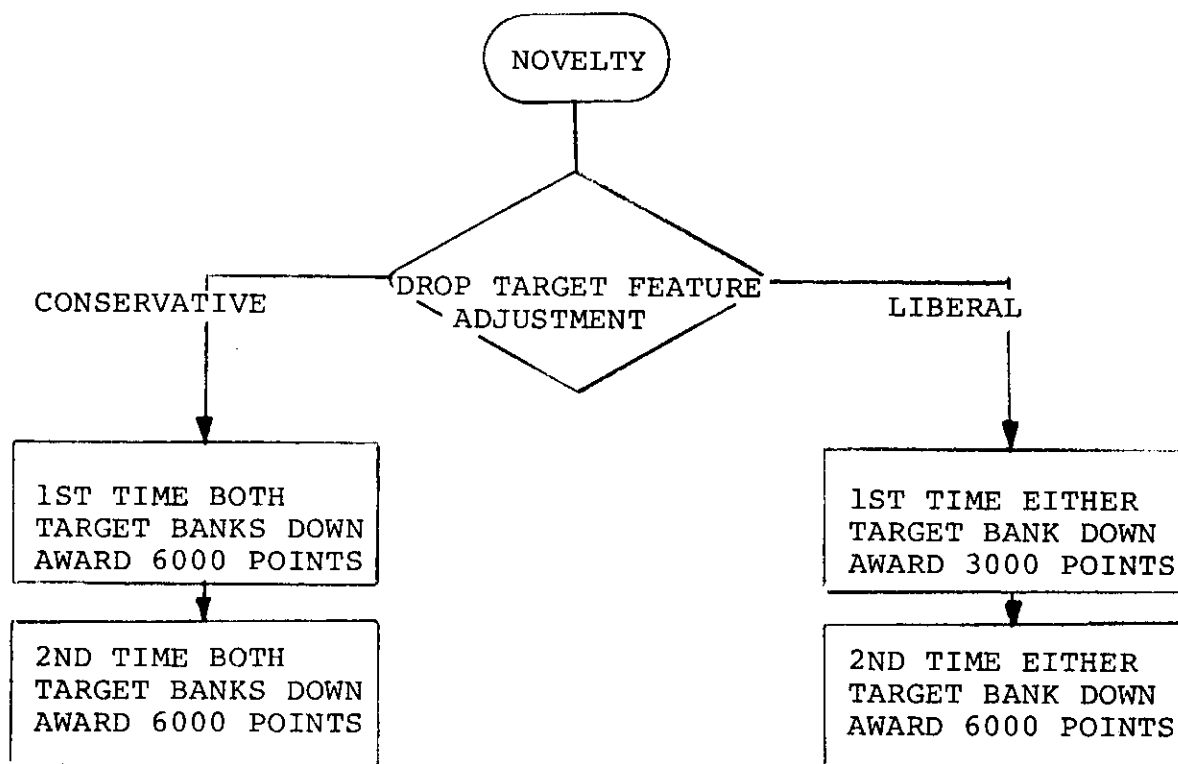 NOVELTY
DROP TARGET FEATURE
ADJUSTMENT
CONSERVATIVE
LIBERAL
1ST TIME BOTH
TARGET BANKS DOWN
AWARD 6000 POINTS
2ND TIME BOTH
TARGET BANKS DOWN
AWARD 6000 POINTS
1ST TIME EITHER
TARGET BANK DOWN
AWARD 3000 POINTS
2ND TIME EITHER
TARGET BANK DOWN
AWARD 6000 POINTS